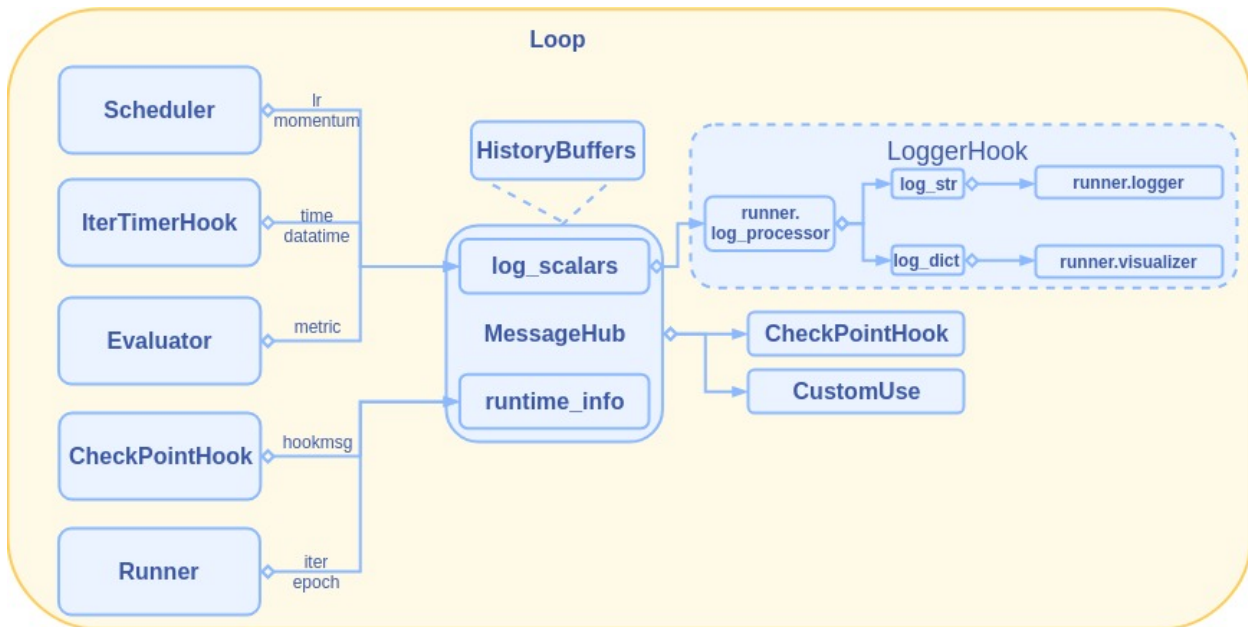 Loop
Scheduler
lr
momentum
IterTimerHook
time
datatime
Evaluator
metric
CheckPointHook
hookmsg
Runner
iter
epoch
HistoryBuffers
log_scalars
MessageHub
runtime_info
LoggerHook
runner.
log_processor
log_str
runner.logger
log_dict
runner.visualizer
CheckPointHook
CustomUse